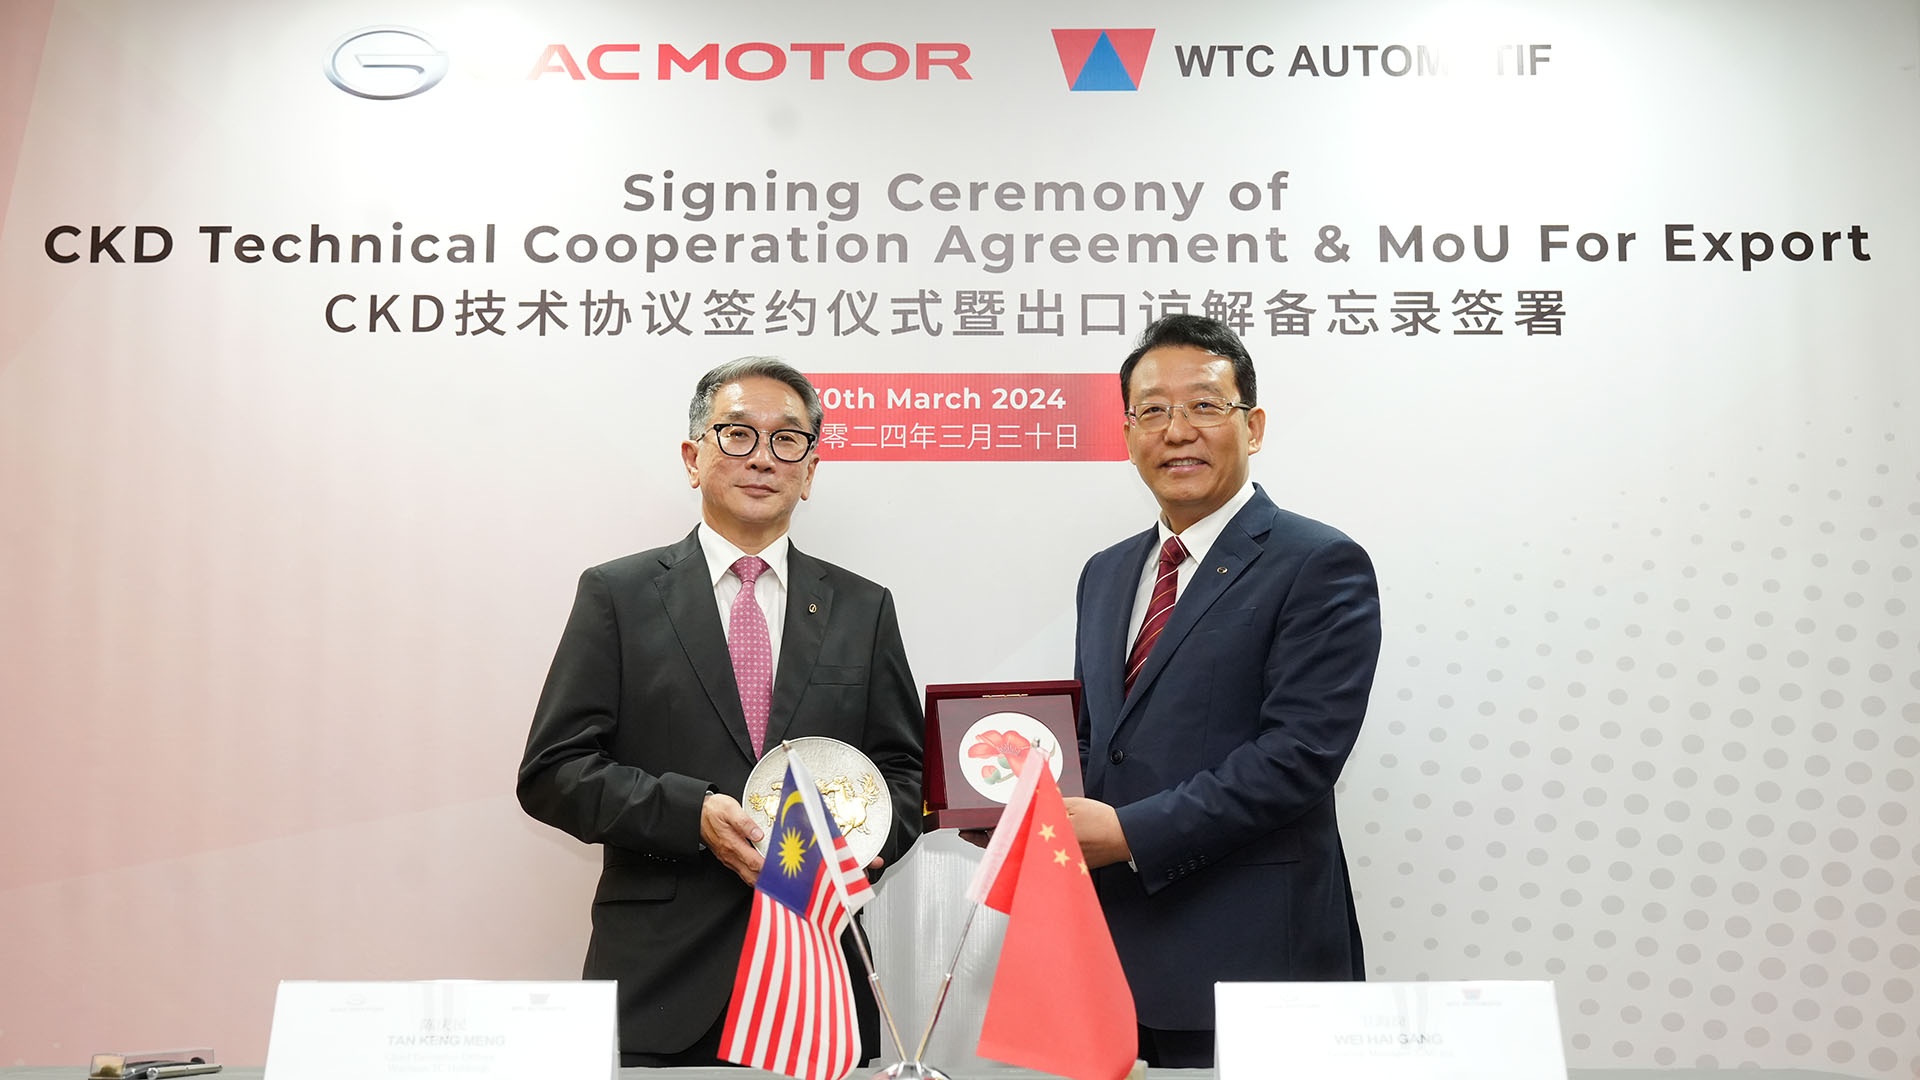 AC MOTOR
WTC AUTOM TIF
Signing Ceremony of
CKD Technical Cooperation Agreement & MoU For Export
CKD技术协议签约仪式暨出口谅解备忘录签署
30th March 2024
零二四年三月三十日
TAN KENG MENG
WEI HAI GANG